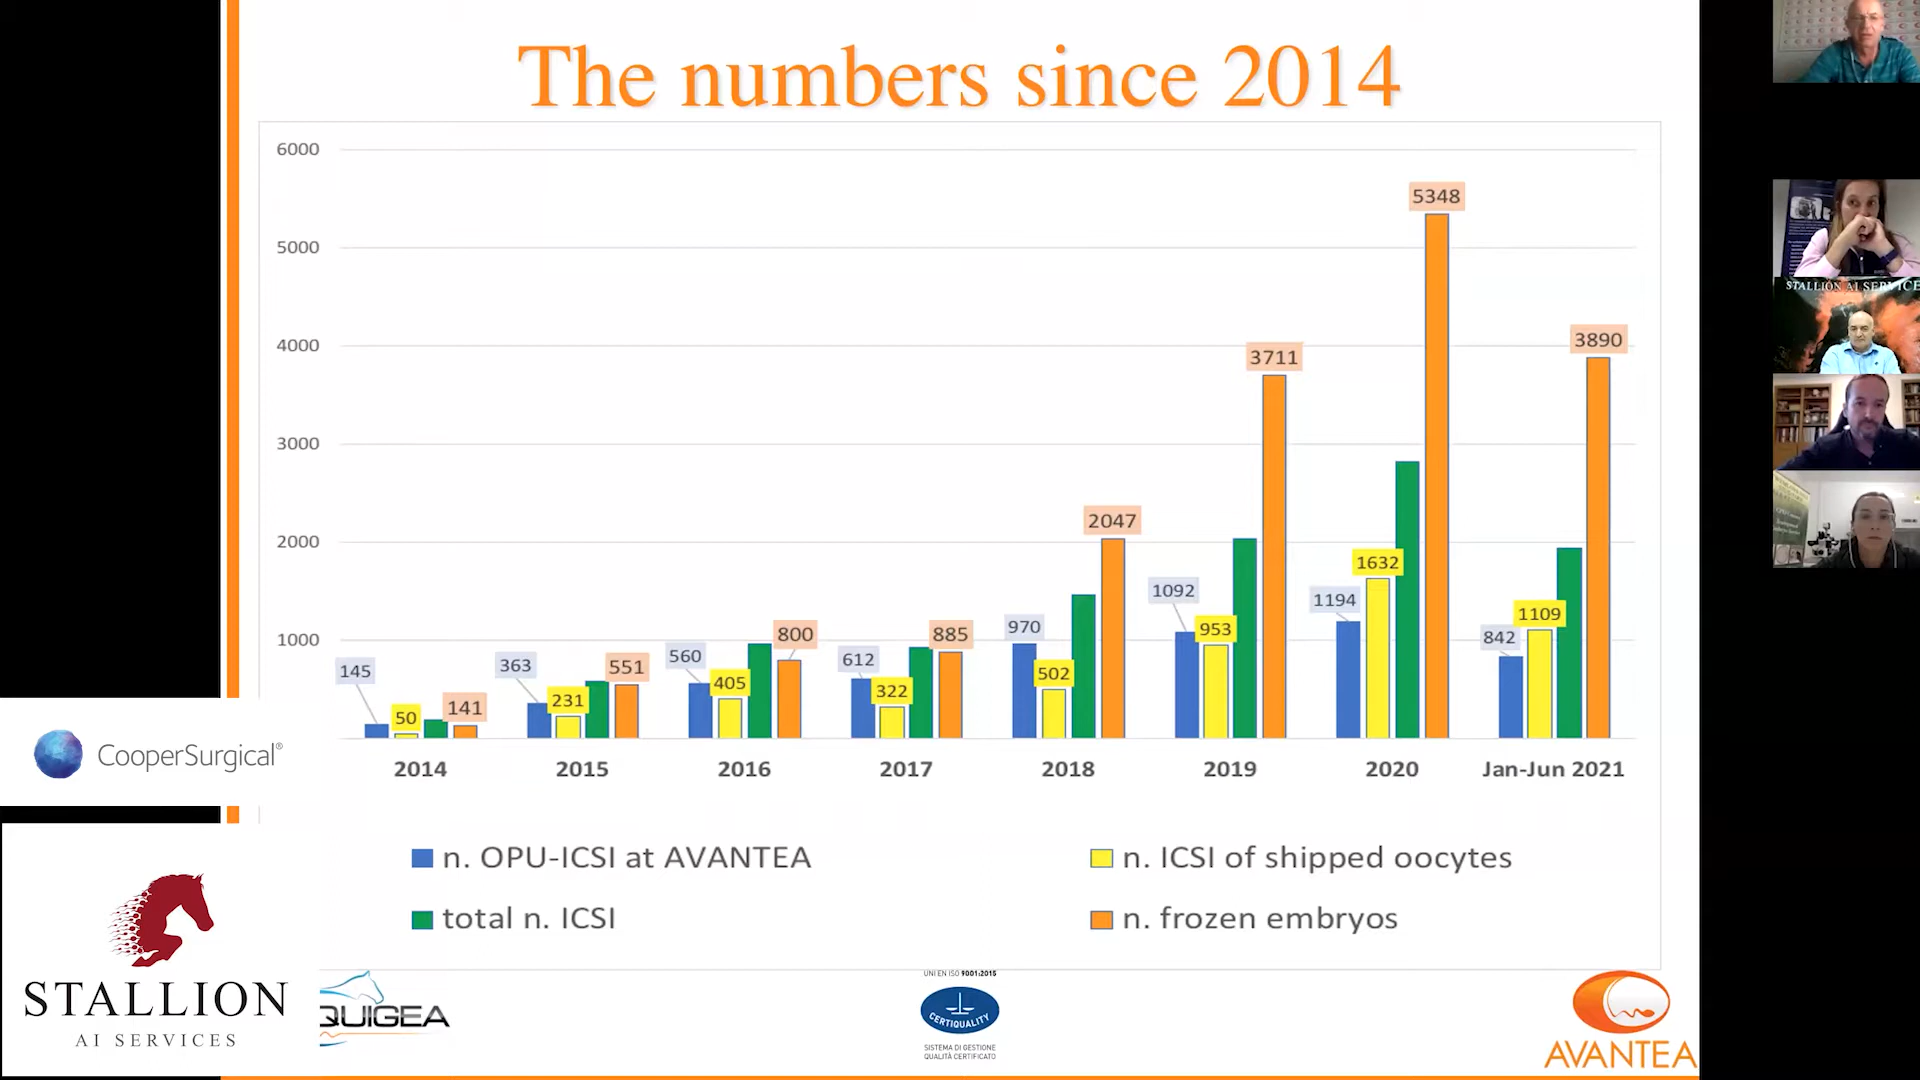 The numbers since 2014
6000
5000
4000
3000
2000
1000
145
50
141
363
231
551
560
405
800
612
322
885
970
502
2047
1092
953
3711
1194
1632
5348
842
1109
3890
2014
2015
2016
2017
2018
2019
2020
Jan-Jun 2021
n. OPU-ICSI at AVANTEA
n. ICSI of shipped oocytes
total n. ICSI
n. frozen embryos
CooperSurgical®
STALLION
AI SERVICES
QUIGEA
UNI EN ISO 9001:2015
CERTIQUALITY
SISTEMA DI GESTIONE
QUALITÀ CERTIFICATO
AVANTEA
STALLION AI SERVICE